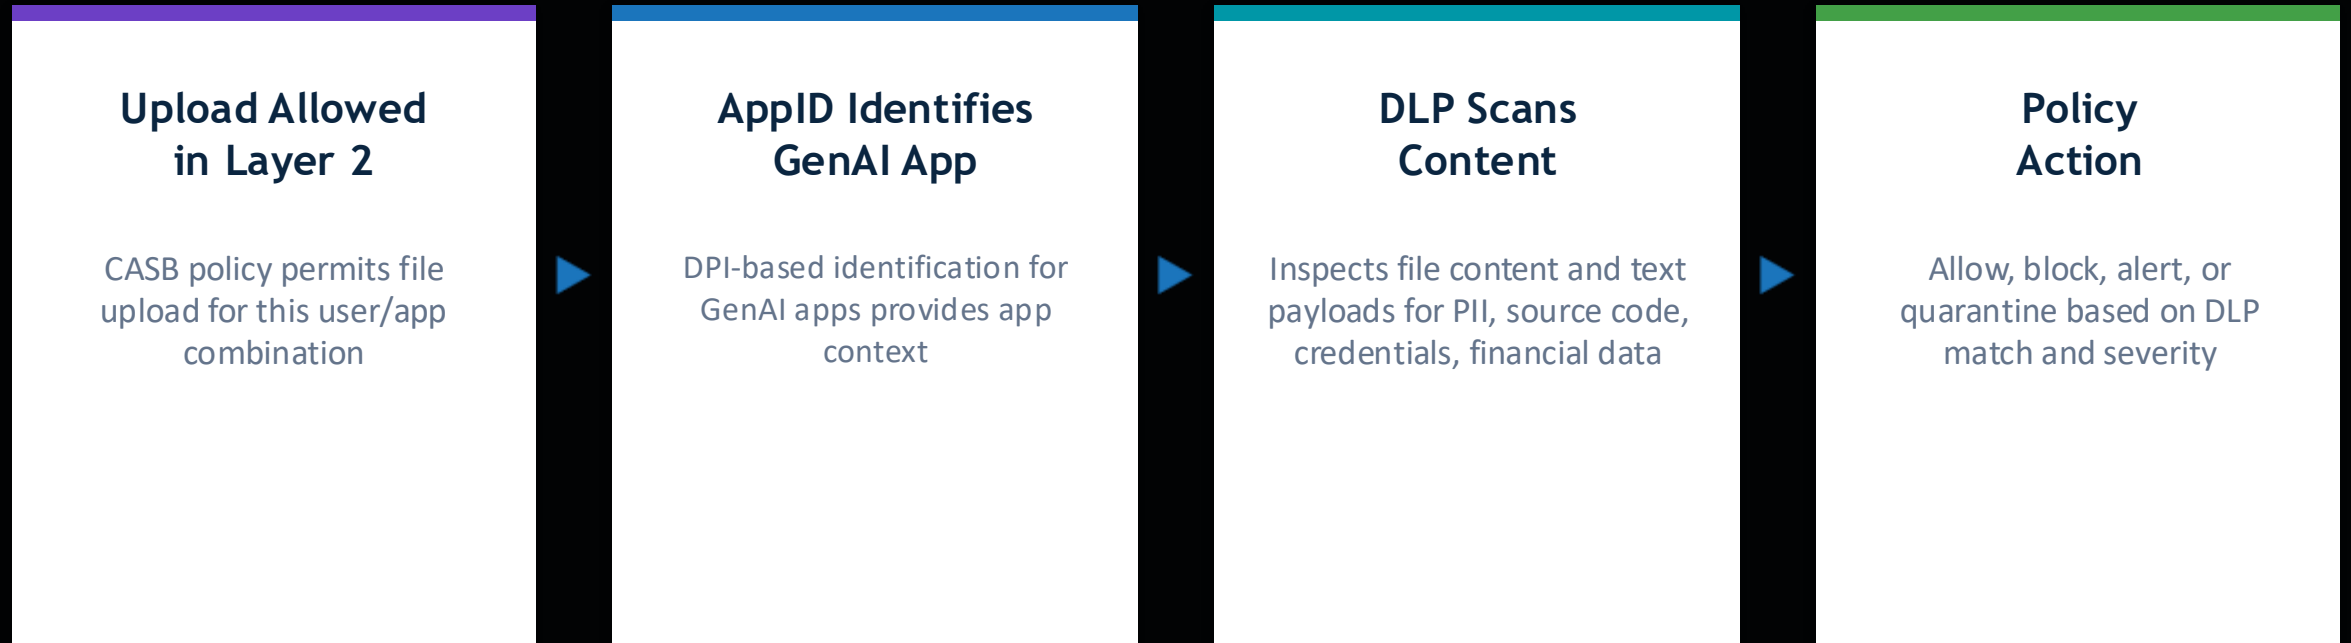 Upload Allowed
in Layer 2
CASB policy permits file
upload for this user/app
combination
AppID Identifies
GenAI App
DPI-based identification for
GenAI apps provides app
context
DLP Scans
Content
Inspects file content and text
payloads for PII, source code,
credentials, financial data
Policy
Action
Allow, block, alert, or
quarantine based on DLP
match and severity